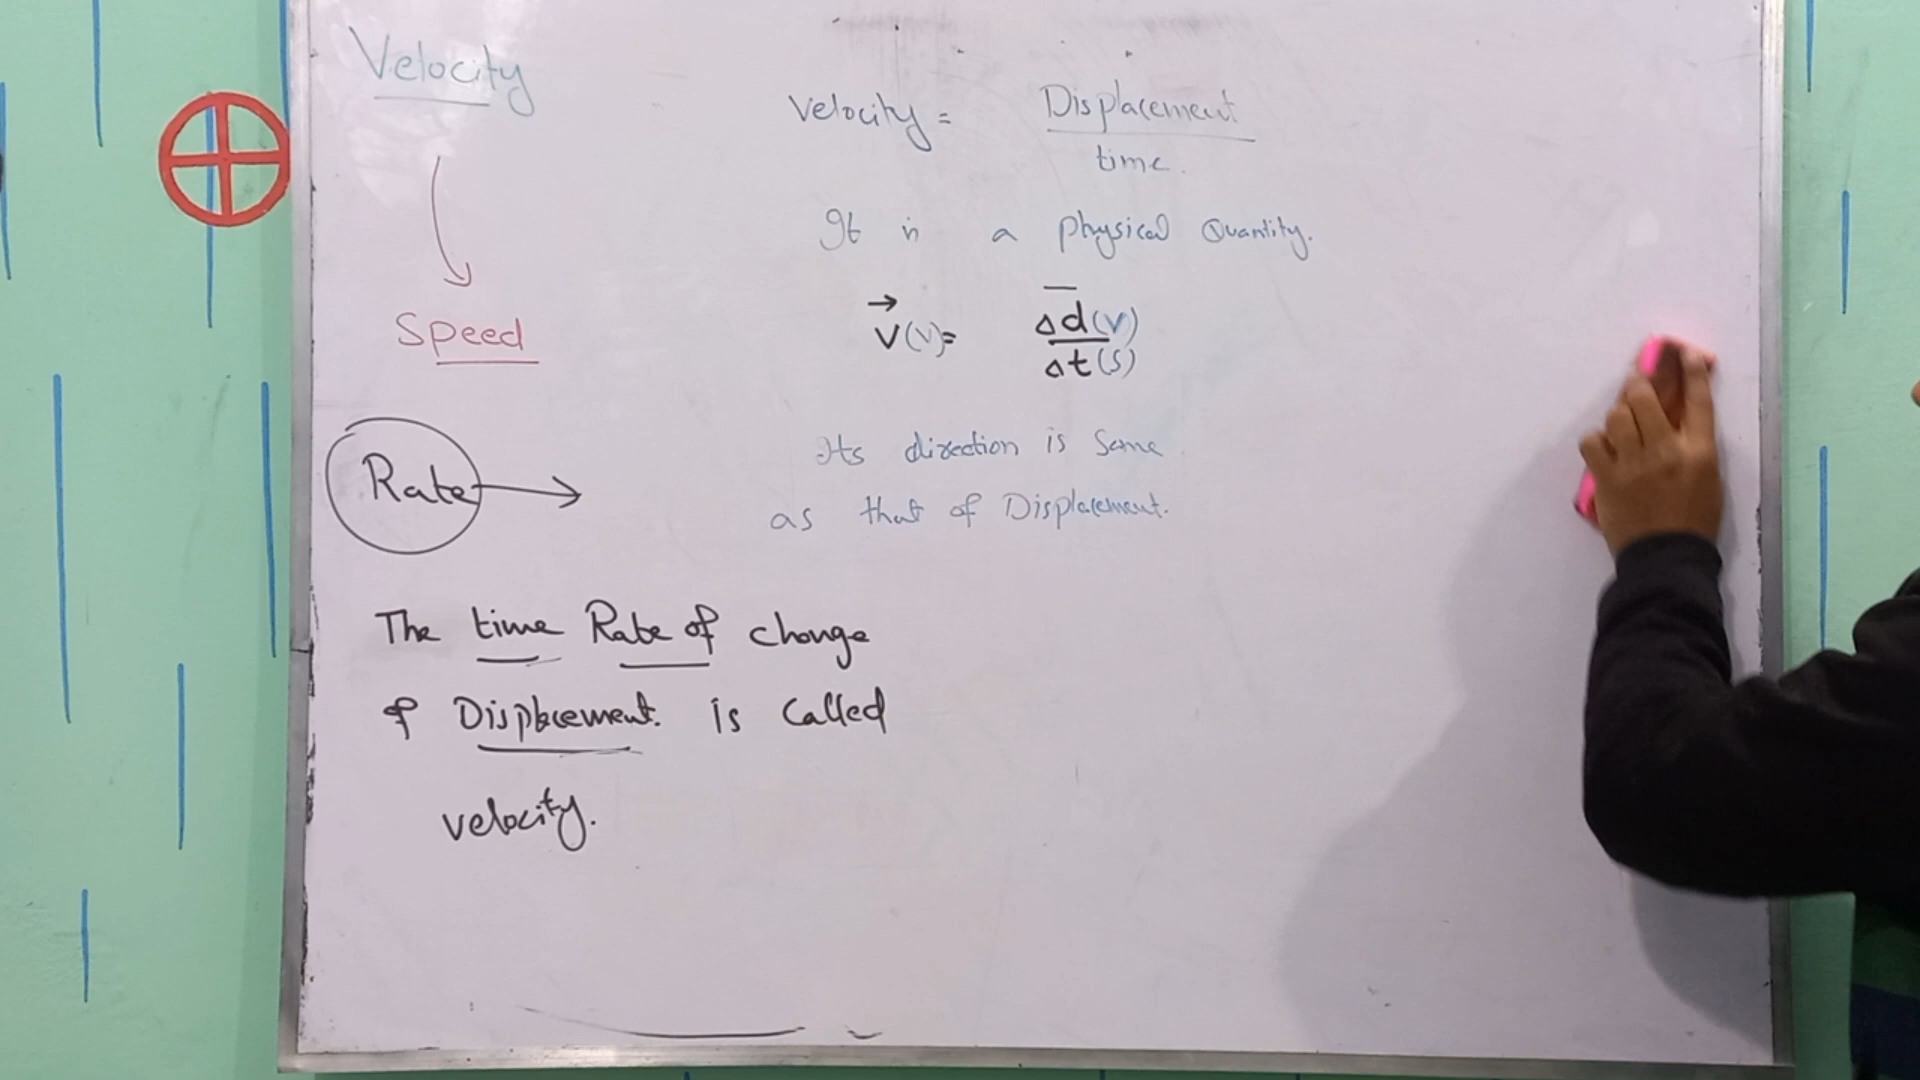 Velocity
Speed
Rate
The time Rate of change
of Displacement. is called
velocity.
Velocity = Displacement
time.
It is a physical Quantity.
→
V(v)= Δd(v)
Δt(s)
Its direction is Same
as that of Displacement.